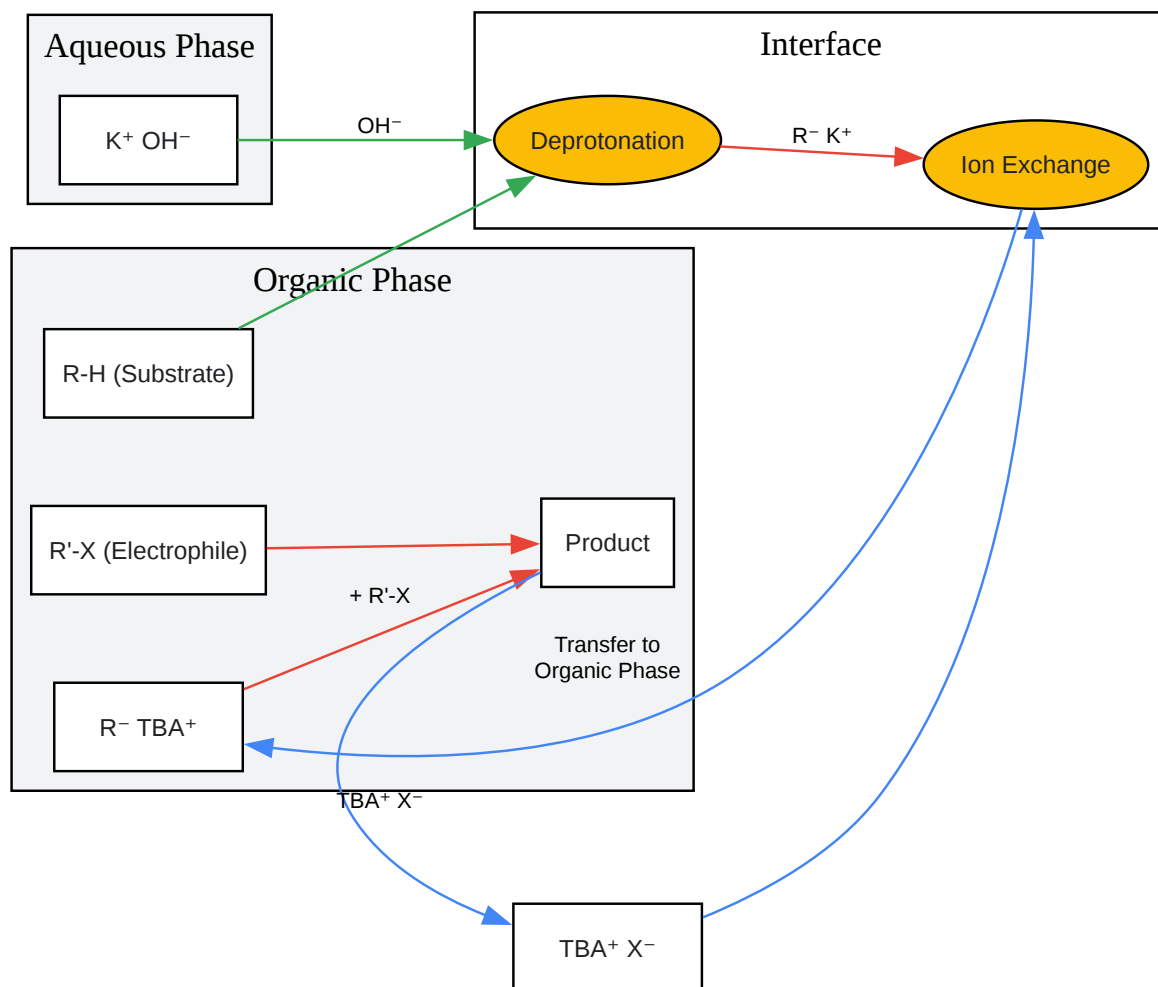 Aqueous Phase
K⁺ OH⁻
OH⁻
Interface
Deprotonation
R⁻ K⁺
Ion Exchange
Organic Phase
R-H (Substrate)
R'-X (Electrophile)
Product
+ R'-X
Transfer to
Organic Phase
R⁻ TBA⁺
TBA⁺ X⁻
TBA⁺ X⁻